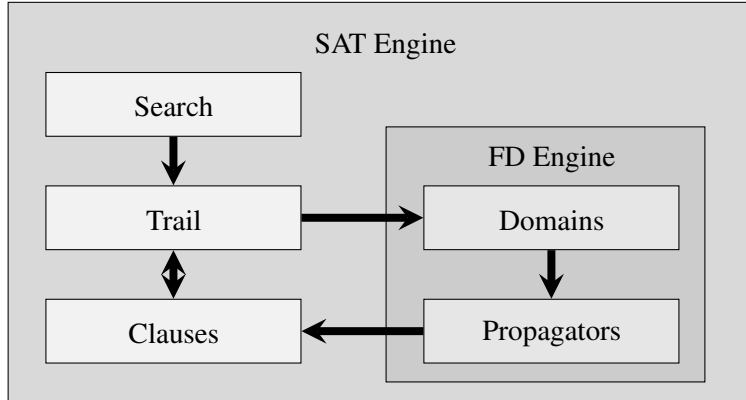 SAT Engine
Search
FD Engine
Trail
Domains
Clauses
Propagators